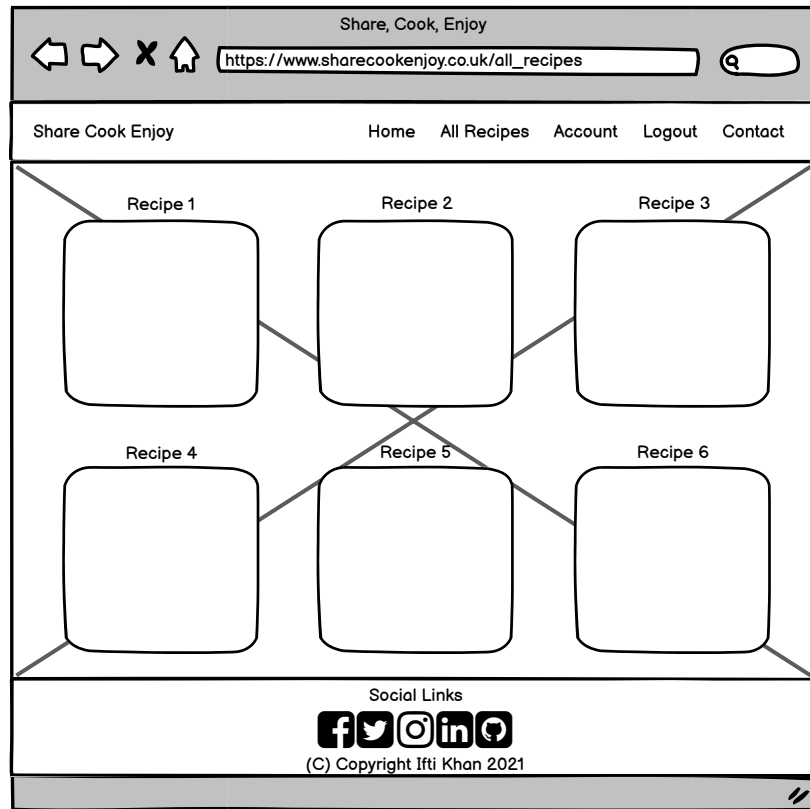 Share, Cook, Enjoy
https://www.sharecookenjoy.co.uk/all_recipes
Share Cook Enjoy Home All Recipes Account Logout Contact
Recipe 1 Recipe 2 Recipe 3
Recipe 4 Recipe 5 Recipe 6
Social Links
(C) Copyright Ifti Khan 2021